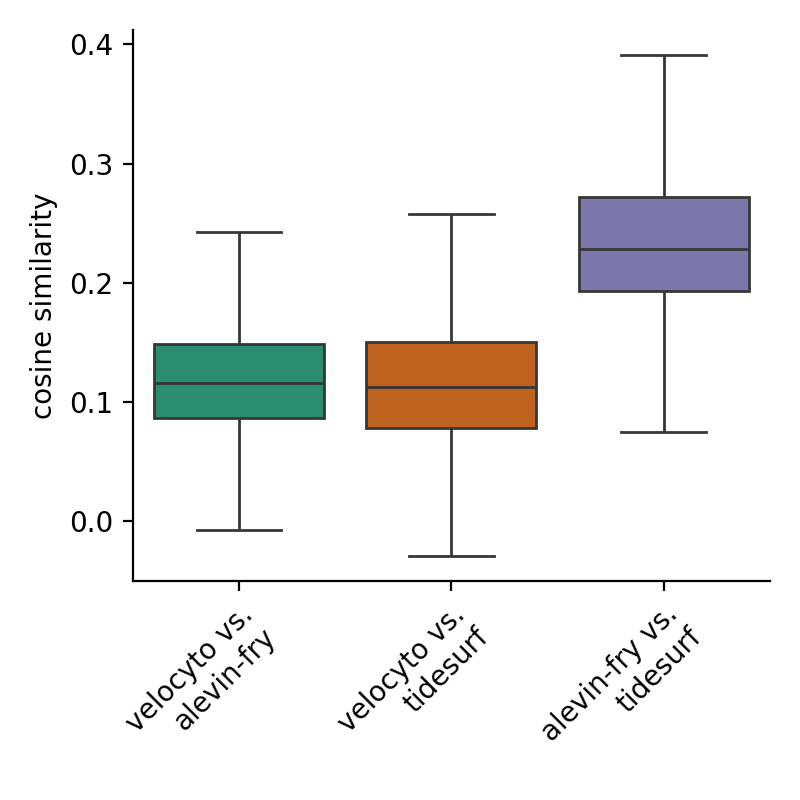 0.4
0.3
0.2
0.1
0.0
cosine similarity
velocyto vs.
alevin-fry
velocyto vs.
tidesurf
alevin-fry vs.
tidesurf